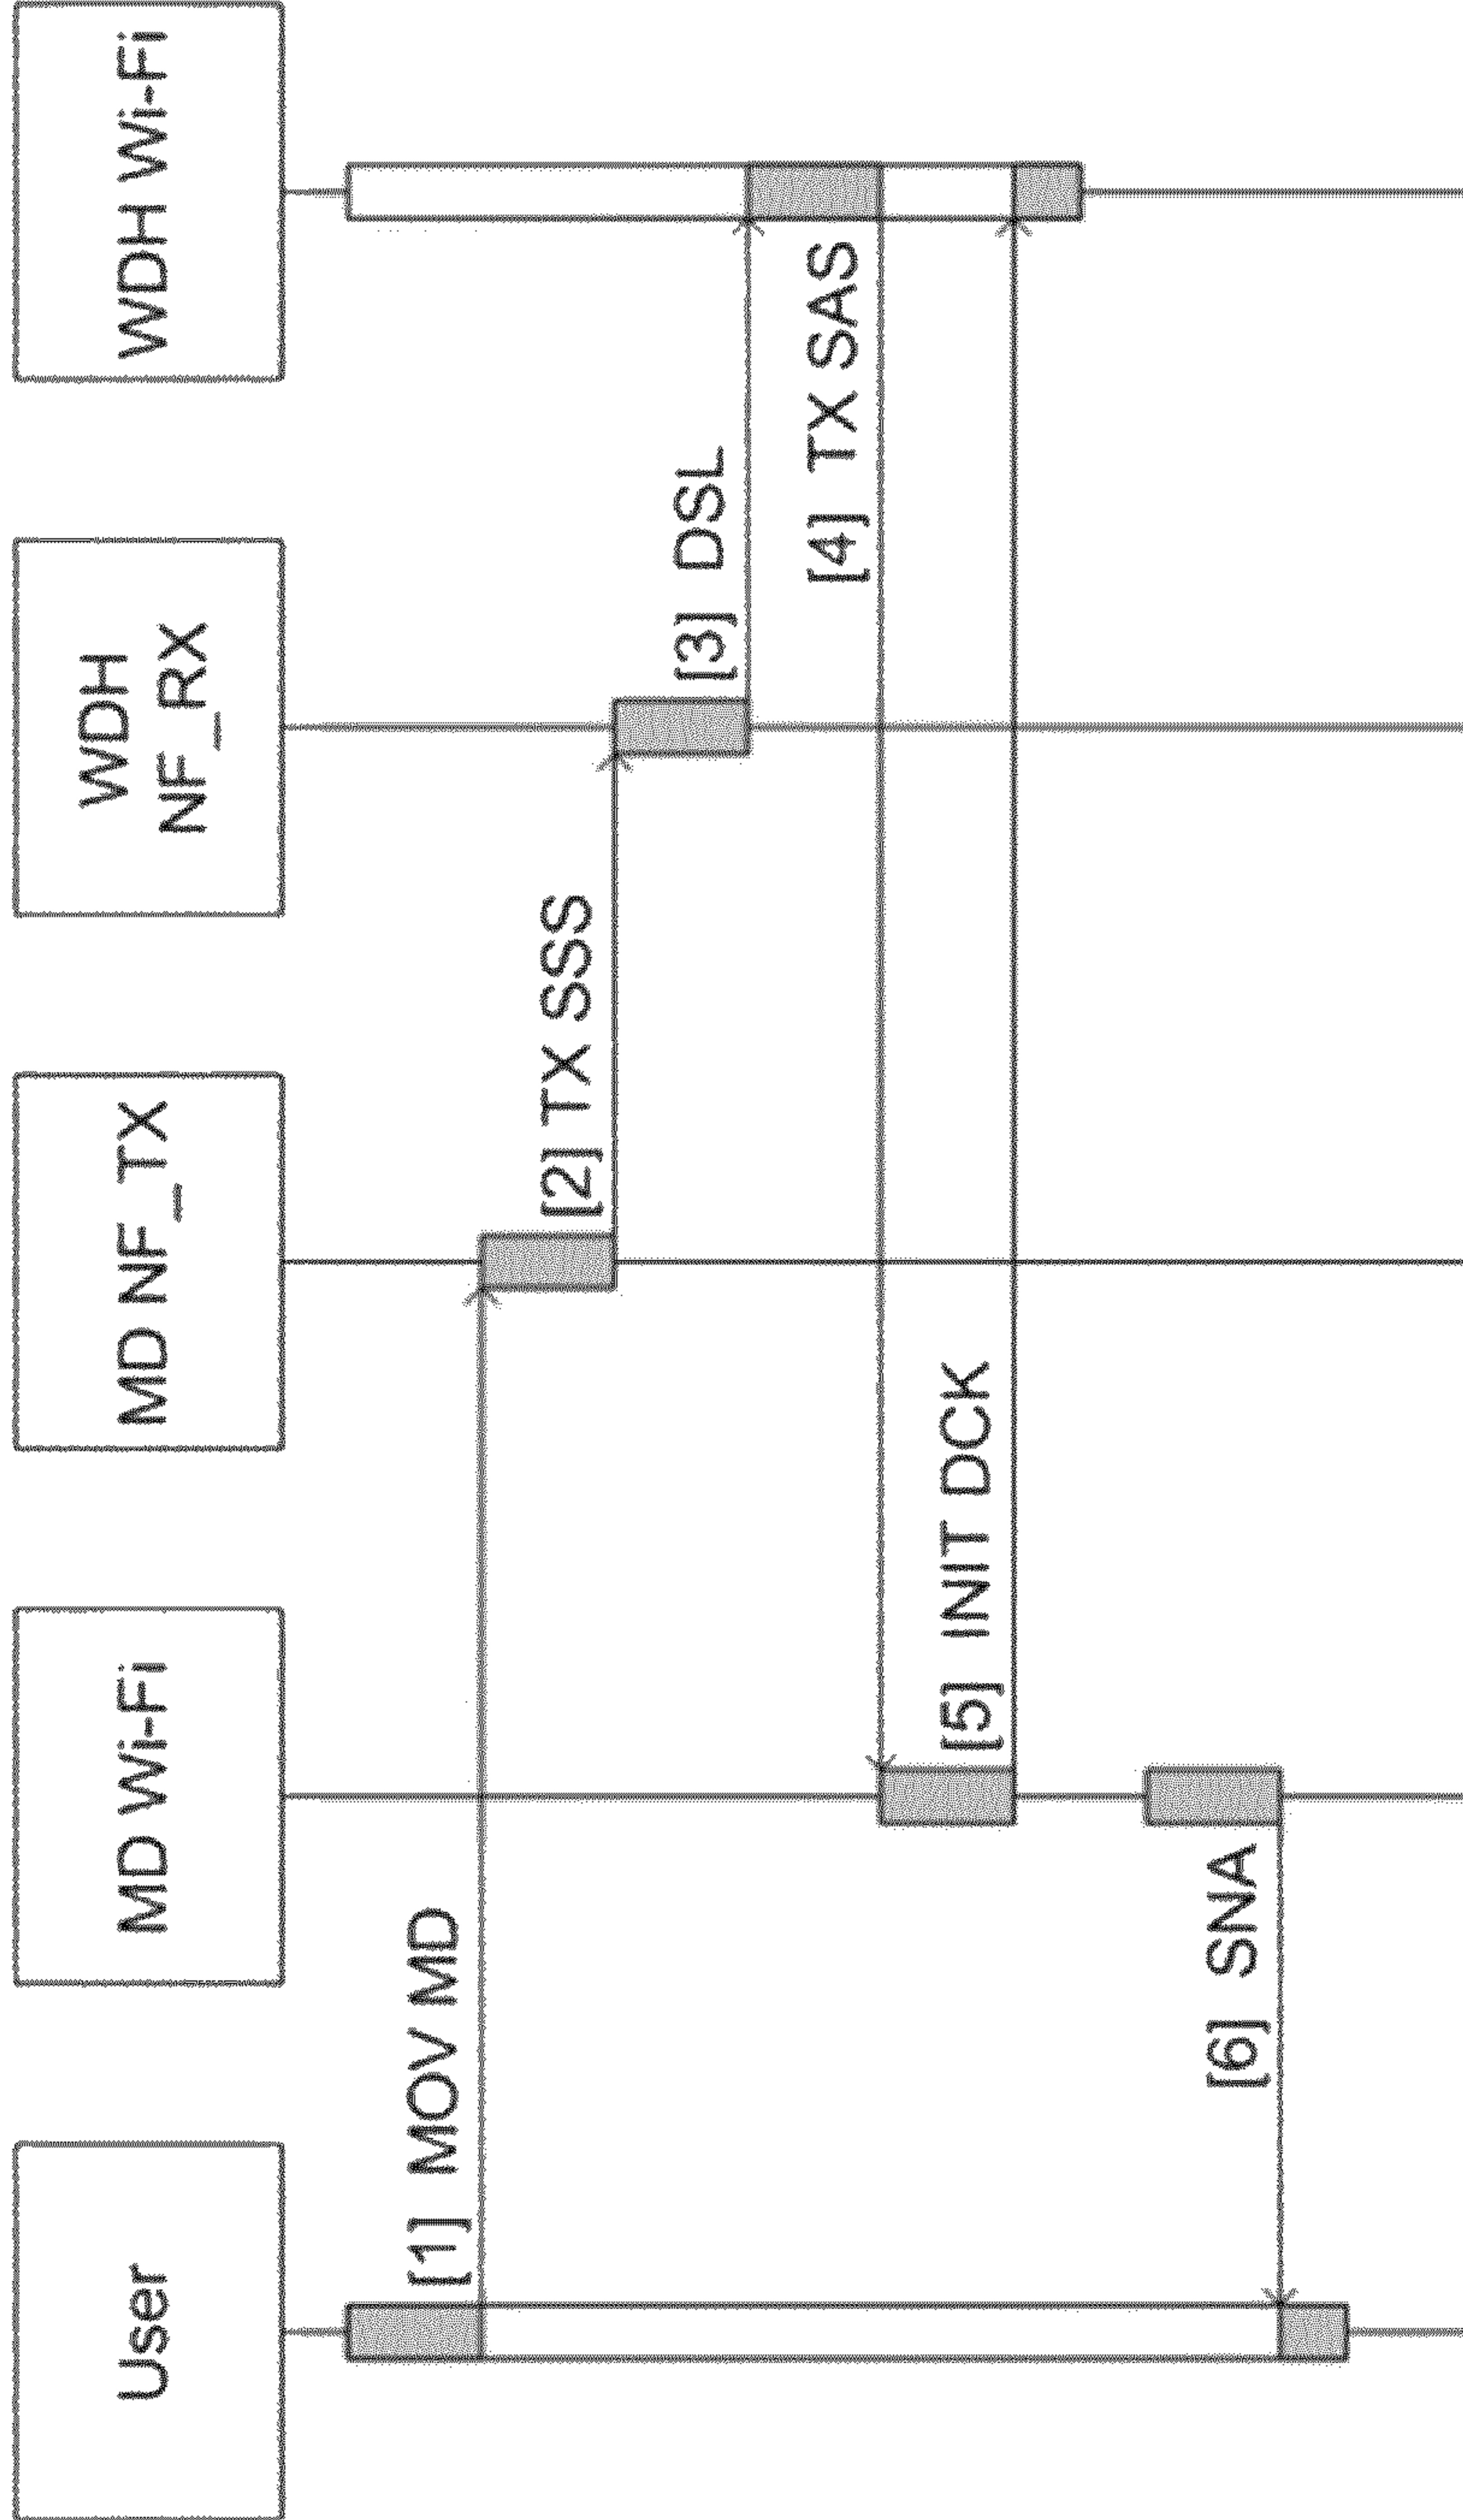 User
MD Wi-Fi
MD NF_TX
WDH
NF_RX
WDH Wi-Fi
[1] MOV MD
[2] TX SSS
[3] DSL
[4] TX SAS
[5] INIT DCK
[6] SNA